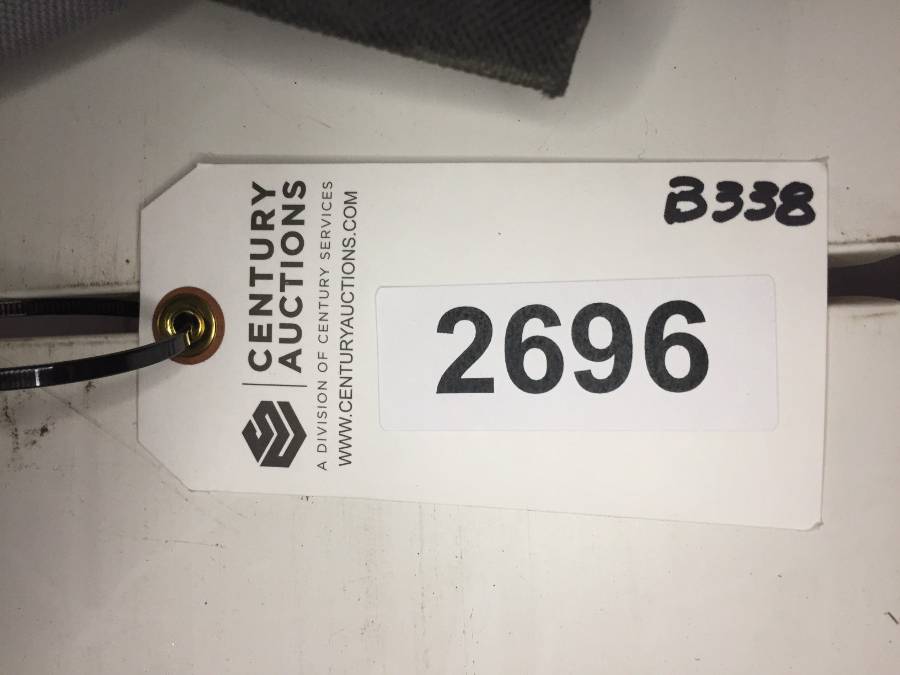 CENTURY
AUCTIONS
A DIVISION OF CENTURY SERVICES
WWW.CENTURYAUCTIONS.COM
2696
B338